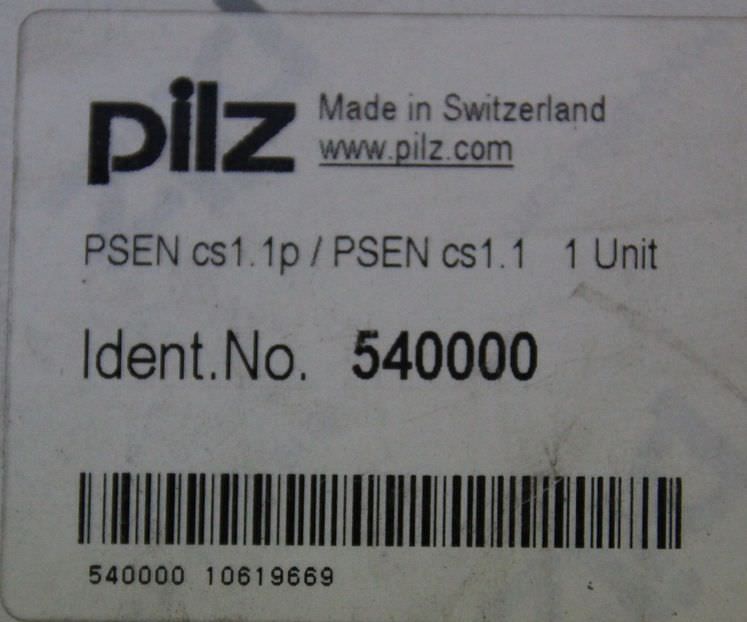 pilz
Made in Switzerland
www.pilz.com
PSEN cs1.1p / PSEN cs1.1 1 Unit
Ident.No. 540000
540000 10619669